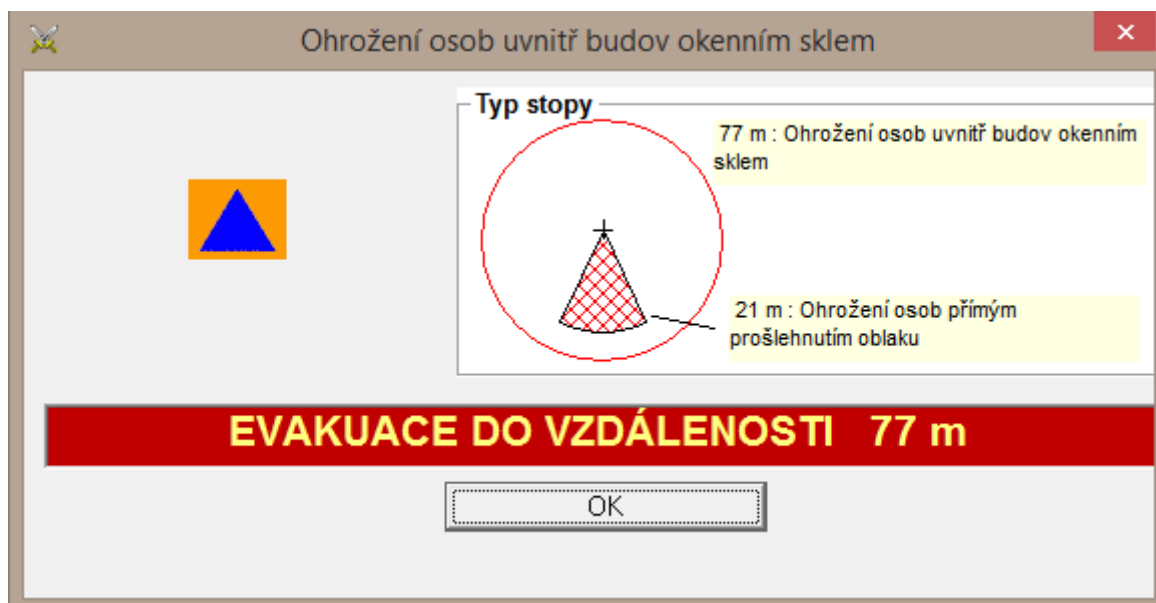 Ohrožení osob uvnitř budov okenním sklem
Typ stopy
77 m : Ohrožení osob uvnitř budov okenním
sklem
21 m : Ohrožení osob přímým
prošlehnutím oblaku
EVAKUACE DO VZDÁLENOSTI 77 m
OK